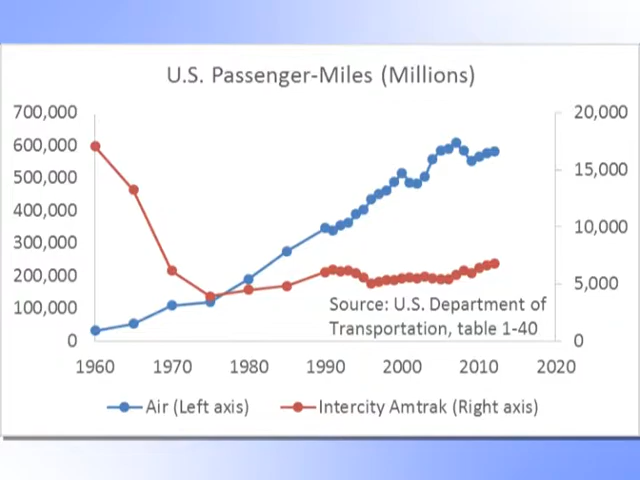 U.S. Passenger-Miles (Millions)
700,000
600,000
500,000
400,000
300,000
200,000
100,000
0
20,000
15,000
10,000
5,000
0
Source: U.S. Department of
Transportation, table 1-40
1960 1970 1980 1990 2000 2010 2020
Air (Left axis) Intercity Amtrak (Right axis)